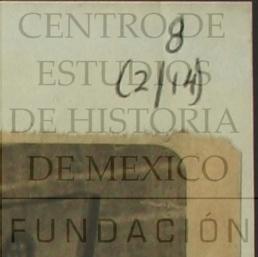 CENTRO DE
8
ESTUDIOS
(2/14)
DE HISTORIA
DE MEXICO
FUNDACIÓN